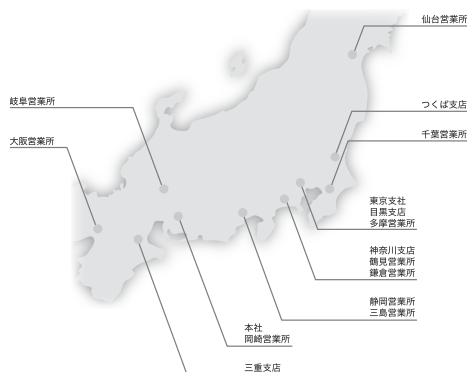 仙台営業所
岐阜営業所
つくば支店
大阪営業所
千葉営業所
東京支社
目黒支店
多摩営業所
神奈川支店
鶴見営業所
鎌倉営業所
静岡営業所
三島営業所
本社
岡崎営業所
三重支店